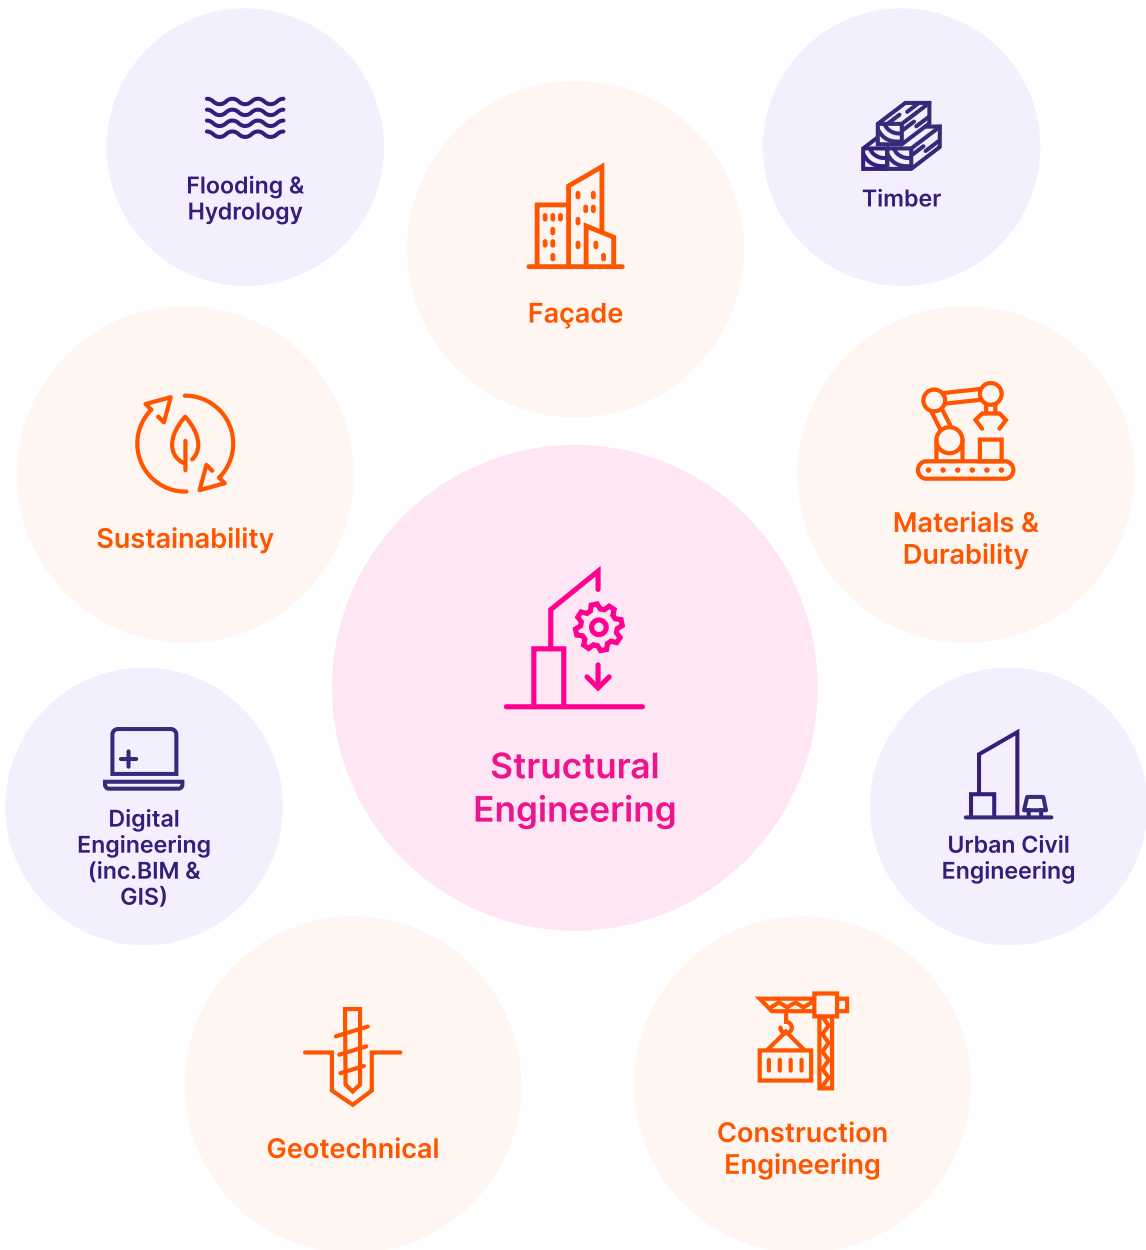 Flooding &
Hydrology
Timber
Façade
Sustainability
Materials &
Durability
Structural
Engineering
Digital
Engineering
(inc.BIM &
GIS)
Urban Civil
Engineering
Geotechnical
Construction
Engineering